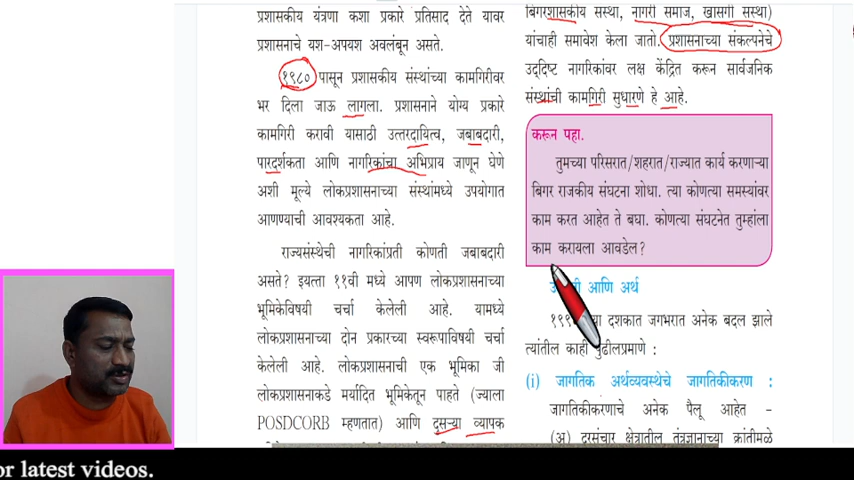 प्रशासकीय यंत्रणा कशा प्रकारे प्रतिसाद देते यावर
प्रशासनाचे यश-अपयश अवलंबून असते.
१९८० पासून प्रशासकीय संस्थांच्या कामगिरीवर
भर दिला जाऊ लागला. प्रशासनाने योग्य प्रकारे
कामगिरी करावी यासाठी उत्तरदायित्व, जबाबदारी,
पारदर्शकता आणि नागरिकांचा अभिप्राय जाणून घेणे
अशी मूल्ये लोकप्रशासनाच्या संस्थांमध्ये उपयोगात
आणण्याची आवश्यकता आहे.
राज्यसंस्थेची नागरिकांप्रती कोणती जबाबदारी
असते? इयत्ता ११वी मध्ये आपण लोकप्रशासनाच्या
भूमिकेविषयी चर्चा केलेली आहे. यामध्ये
लोकप्रशासनाच्या दोन प्रकारच्या स्वरूपाविषयी चर्चा
केलेली आहे. लोकप्रशासनाची एक भूमिका जी
लोकप्रशासनाकडे मर्यादित भूमिकेतून पाहते (ज्याला
POSDCORB म्हणतात) आणि दुसऱ्या व्यापक
बिगरशासकीय संस्था, नागरी समाज, खासगी संस्था)
यांचाही समावेश केला जातो. प्रशासनाच्या संकल्पनेचे
उद्दिष्ट नागरिकांवर लक्ष केंद्रित करून सार्वजनिक
संस्थांची कामगिरी सुधारणे हे आहे.
करून पहा.
तुमच्या परिसरात/शहरात/राज्यात कार्य करणाऱ्या
बिगर राजकीय संघटना शोधा. त्या कोणत्या समस्यांवर
काम करत आहेत ते बघा. कोणत्या संघटनेत तुम्हांला
काम करायला आवडेल?
आणि अर्थ
दशकात जगभरात अनेक बदल झाले
त्यांतील काही पुढीलप्रमाणे :
(i) जागतिक अर्थव्यवस्थेचे जागतिकीकरण :
जागतिकीकरणाचे अनेक पैलू आहेत -
(अ) दूरसंचार क्षेत्रातील तंत्रज्ञानाच्या क्रांतीमुळे
or latest videos.